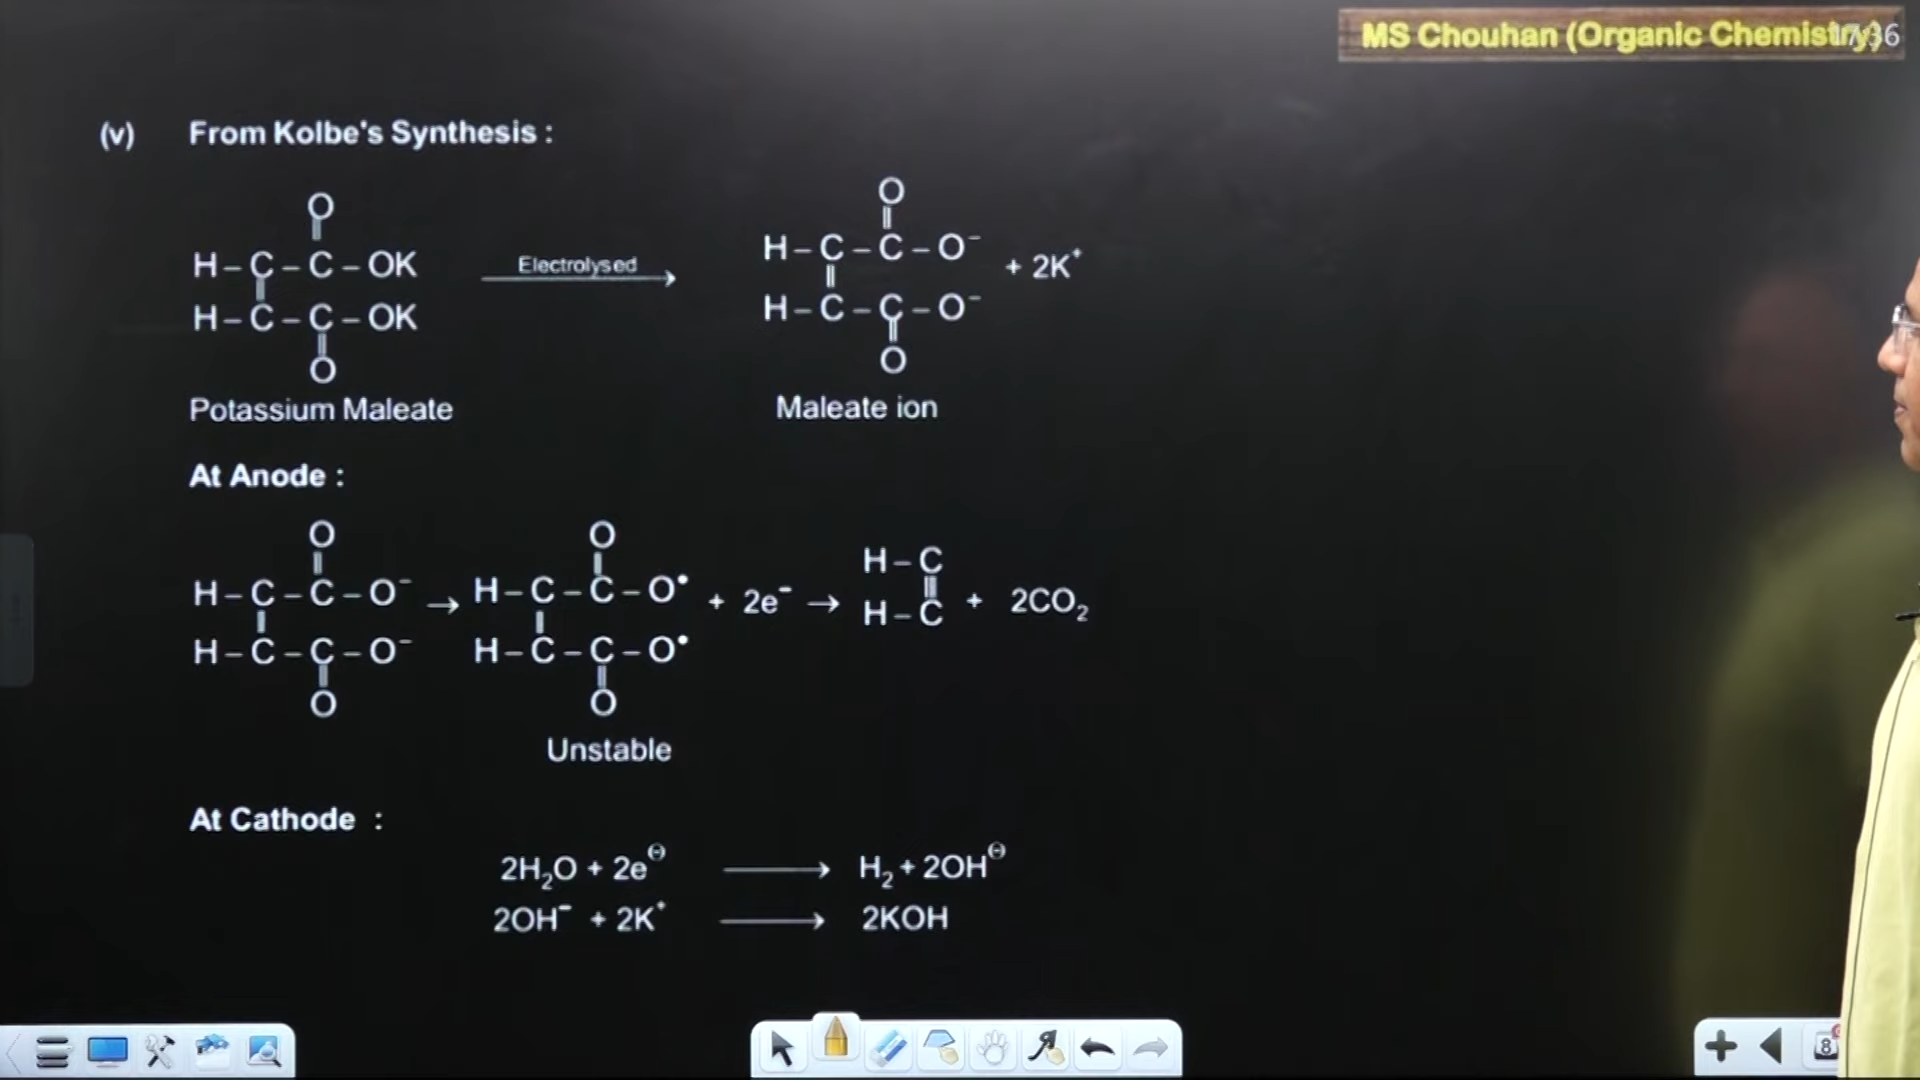 MS Chouhan (Organic Chemistry)
(v) From Kolbe's Synthesis :
O
H – C – C – OK
H – C – C – OK
O
Potassium Maleate
Electrolysed
O
H – C – C – O⁻
H – C – C – O⁻
O
+ 2K⁺
Maleate ion
At Anode :
O
H – C – C – O⁻
H – C – C – O⁻
O
→
O
H – C – C – O•
H – C – C – O•
O
Unstable
+ 2e⁻ →
H – C
H – C
+ 2CO₂
At Cathode :
2H₂O + 2e⊖ → H₂ + 2OH⊖
2OH⁻ + 2K⁺ → 2KOH
8